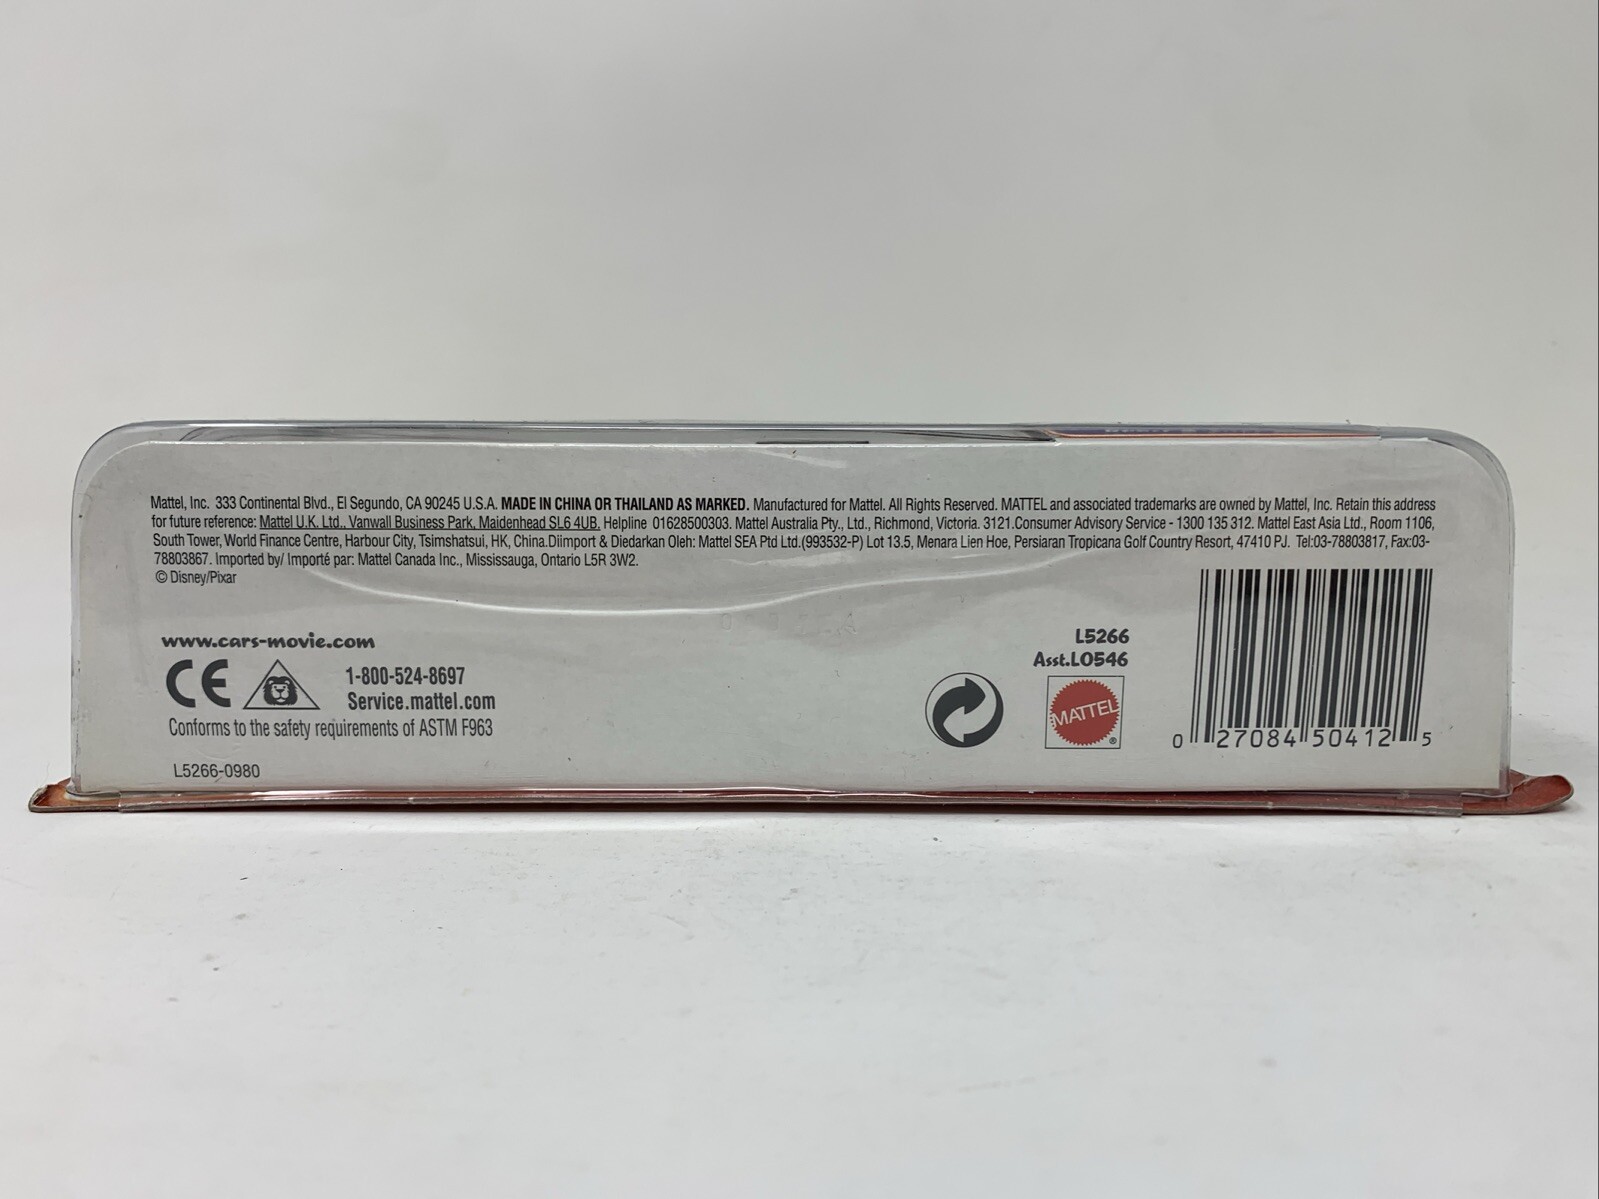 Mattel, Inc. 333 Continental Blvd., El Segundo, CA 90245 U.S.A. MADE IN CHINA OR THAILAND AS MARKED. Manufactured for Mattel. All Rights Reserved. MATTEL and associated trademarks are owned by Mattel, Inc. Retain this address
for future reference: Mattel U.K. Ltd., Vanwall Business Park, Maidenhead SL6 4UB. Helpline 01628500303. Mattel Australia Pty., Ltd., Richmond, Victoria. 3121.Consumer Advisory Service - 1300 135 312. Mattel East Asia Ltd., Room 1106,
South Tower, World Finance Centre, Harbour City, Tsimshatsui, HK, China.Diimport & Diedarkan Oleh: Mattel SEA Ptd Ltd.(993532-P) Lot 13.5, Menara Lien Hoe, Persiaran Tropicana Golf Country Resort, 47410 PJ. Tel:03-78803817, Fax:03-
78803867. Imported by/ Importé par: Mattel Canada Inc., Mississauga, Ontario L5R 3W2.
© Disney/Pixar
www.cars-movie.com
CE
1-800-524-8697
Service.mattel.com
Conforms to the safety requirements of ASTM F963
L5266-0980
L5266
Asst.L0546
MATTEL ®
0 27084 50412 5